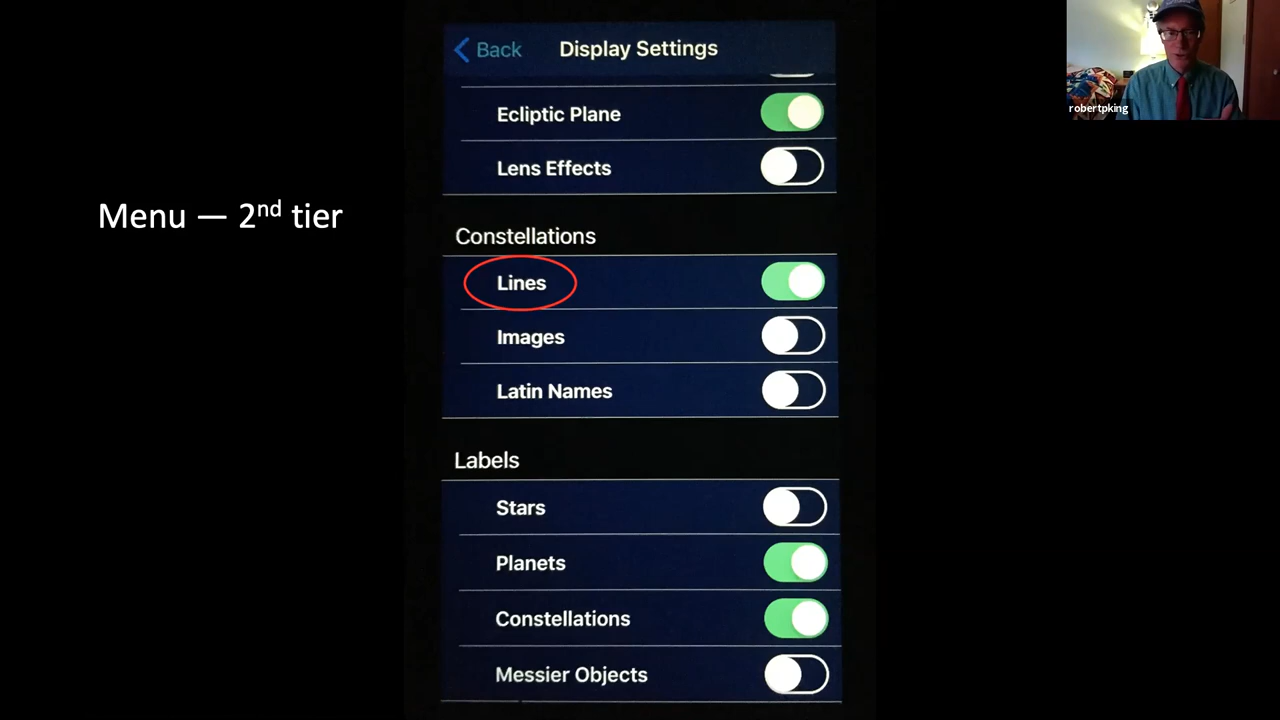 Back
Display Settings
Ecliptic Plane
Lens Effects
Menu — 2nd tier
Constellations
Lines
Images
Latin Names
Labels
Stars
Planets
Constellations
Messier Objects
robertpking